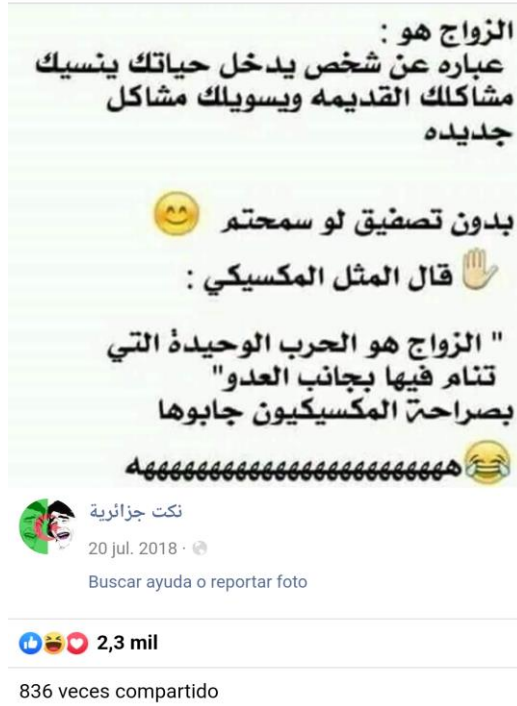 الزواج هو :
عباره عن شخص يدخل حياتك ينسيك
مشاكلك القديمه ويسويلك مشاكل
جديده
بدون تصفيق لو سمحتم 😊
✋ قال المثل المكسيكي :
" الزواج هو الحرب الوحيدة التي
تنام فيها بجانب العدو"
بصراحة المكسيكيون جابوها
😂هههههههههههههههههههههههههه
نكت جزائرية
20 jul. 2018 ·
Buscar ayuda o reportar foto
2,3 mil
836 veces compartido